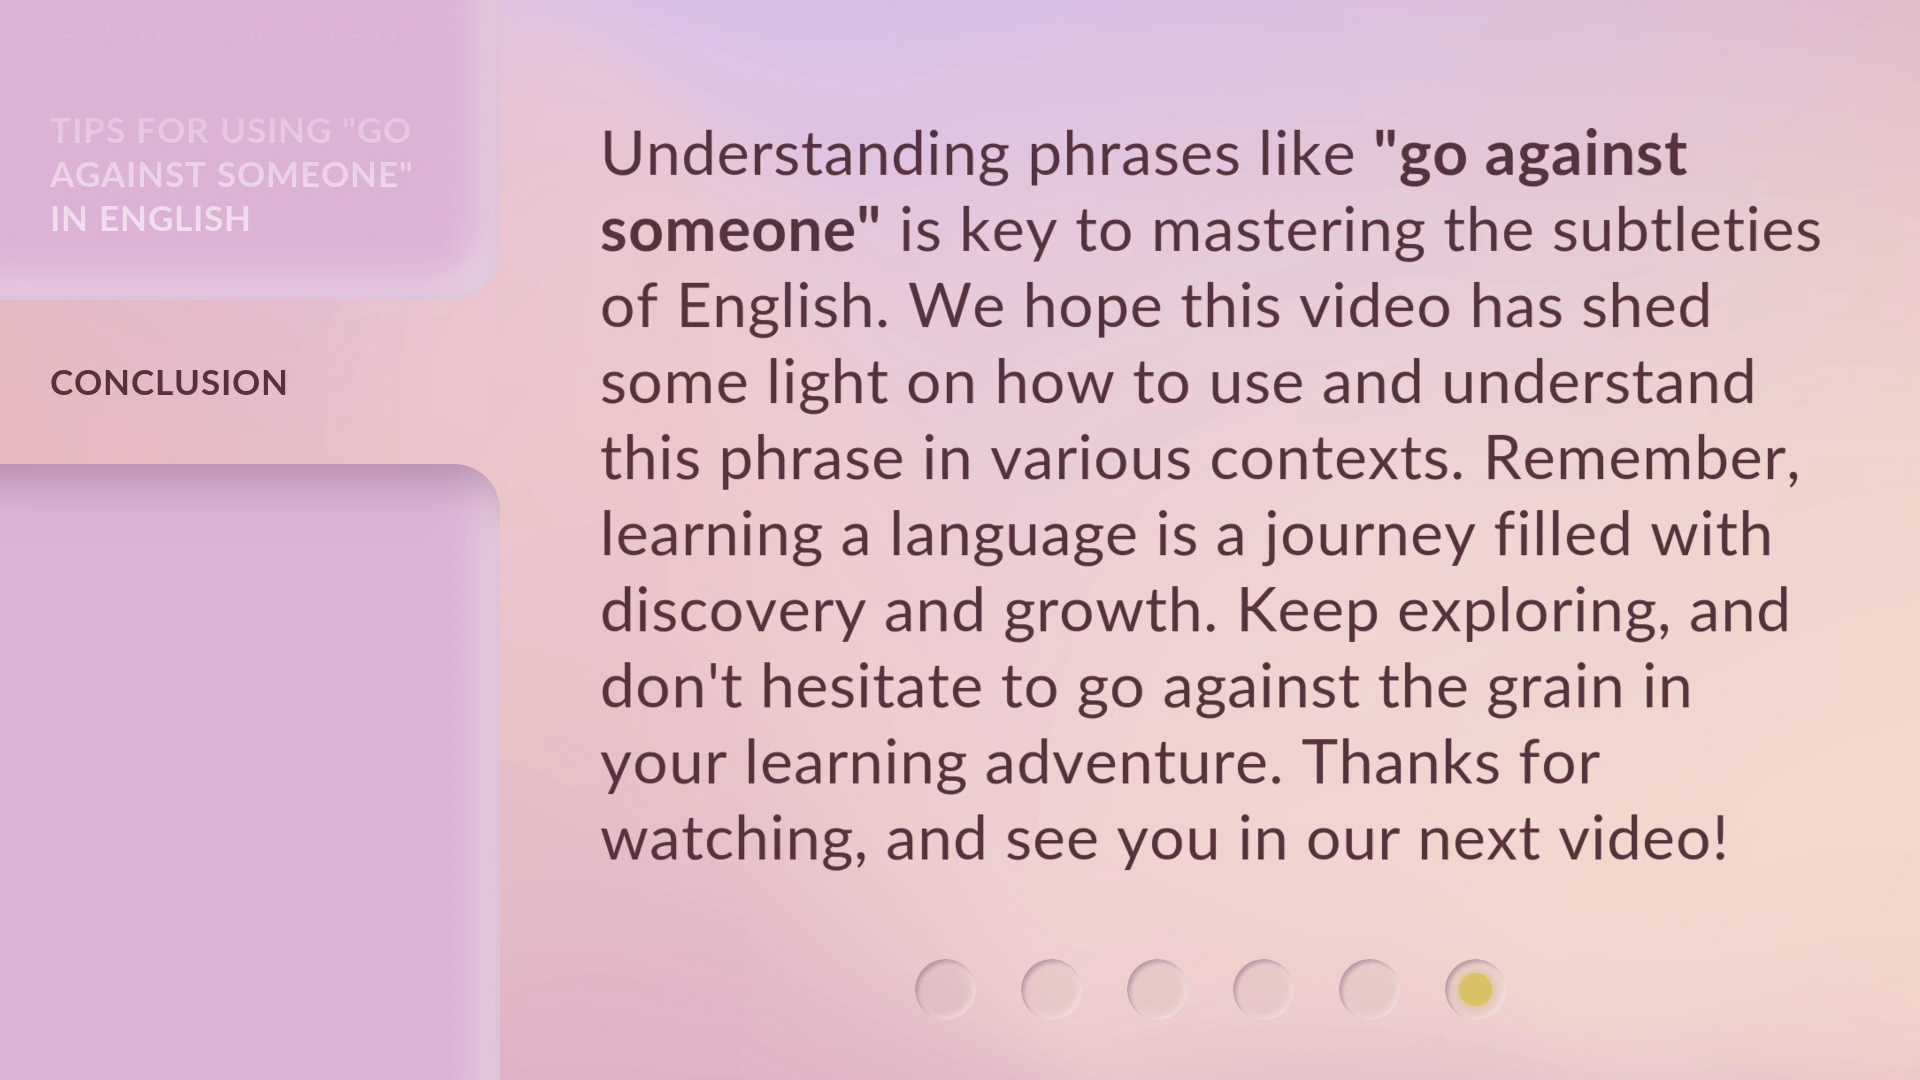 CONTEXT AND TONE
TIPS FOR USING "GO
AGAINST SOMEONE"
IN ENGLISH
CONCLUSION
Understanding phrases like "go against
someone" is key to mastering the subtleties
of English. We hope this video has shed
some light on how to use and understand
this phrase in various contexts. Remember,
learning a language is a journey filled with
discovery and growth. Keep exploring, and
don't hesitate to go against the grain in
your learning adventure. Thanks for
watching, and see you in our next video!